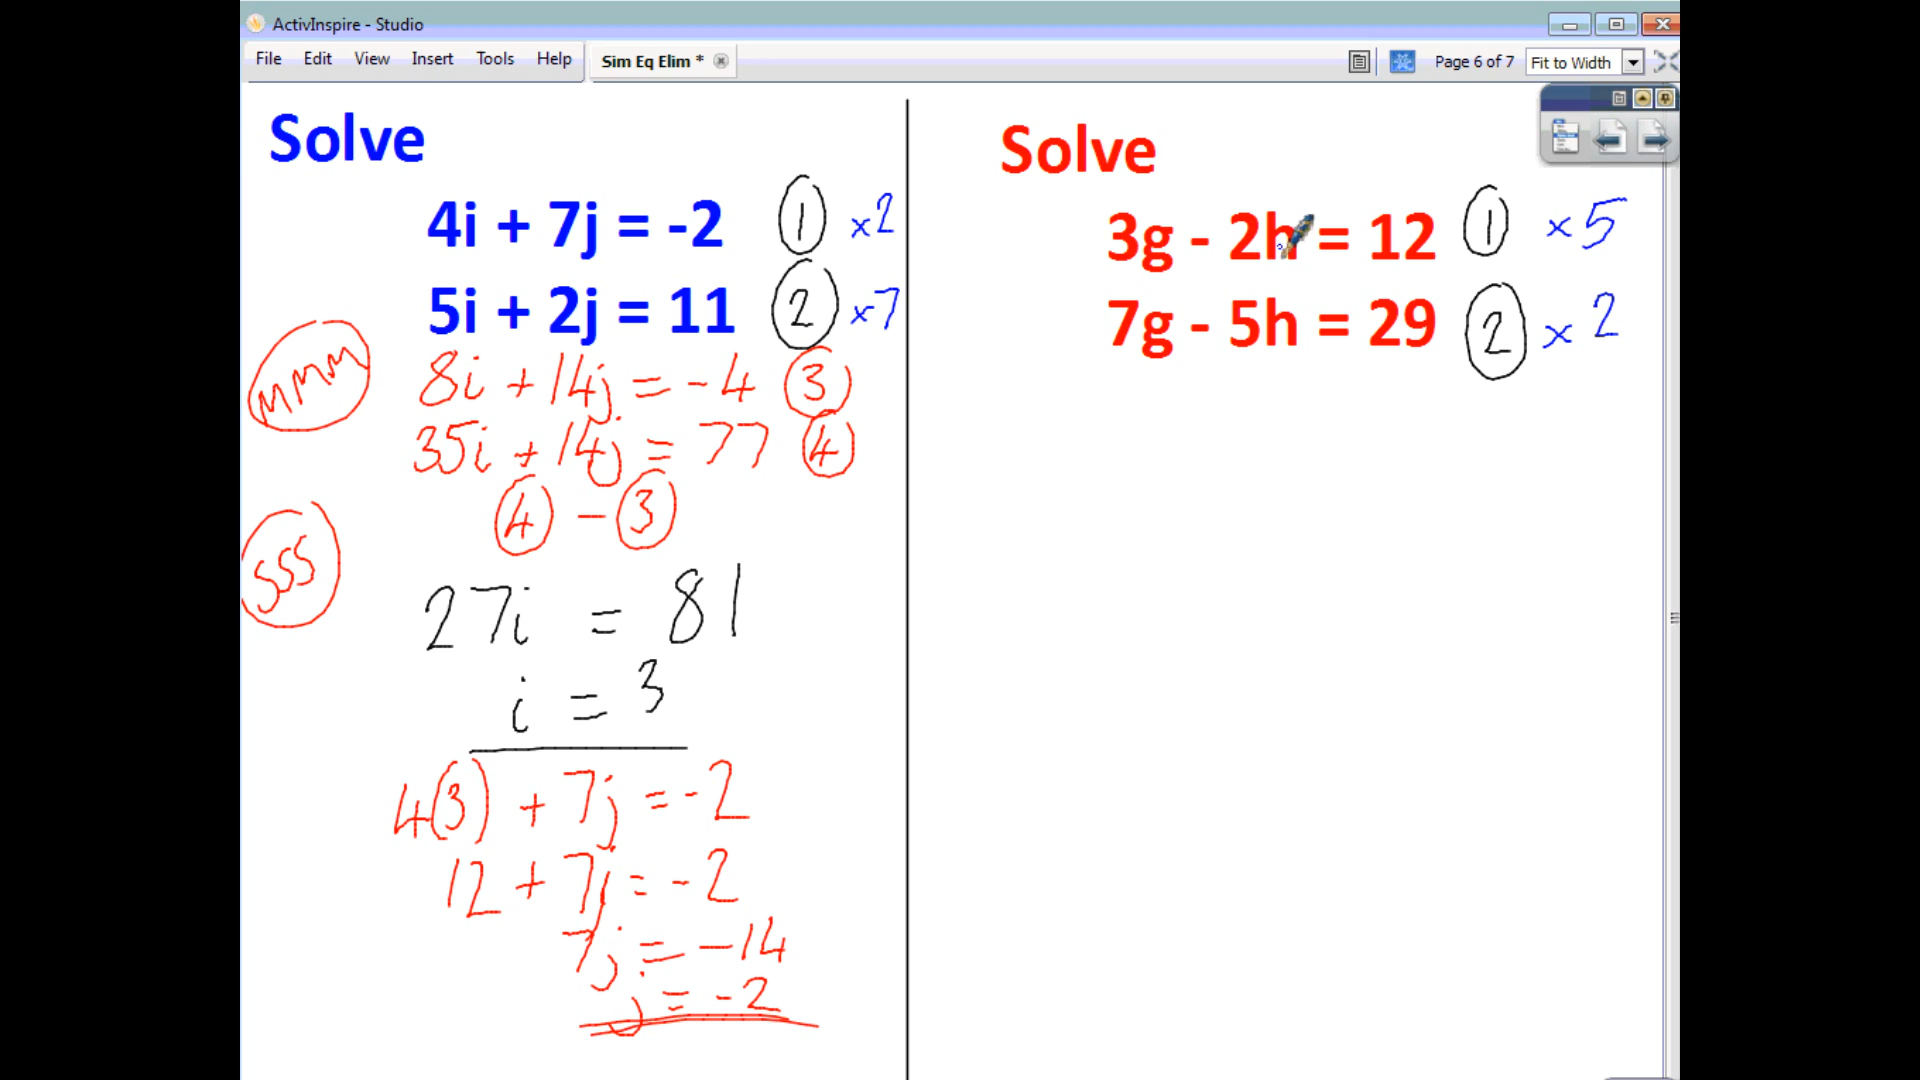 ActivInspire - Studio
File Edit View Insert Tools Help Sim Eq Elim * Page 6 of 7 Fit to Width
Solve
4i + 7j = -2 1 ×2
5i + 2j = 11 2 ×7
MMM
8i + 14j = -4 3
35i + 14j = 77 4
4 - 3
SSS
27i = 81
i = 3
4(3) + 7j = -2
12 + 7j = -2
7j = -14
j = -2
Solve
3g - 2h = 12 1 ×5
7g - 5h = 29 2 ×2